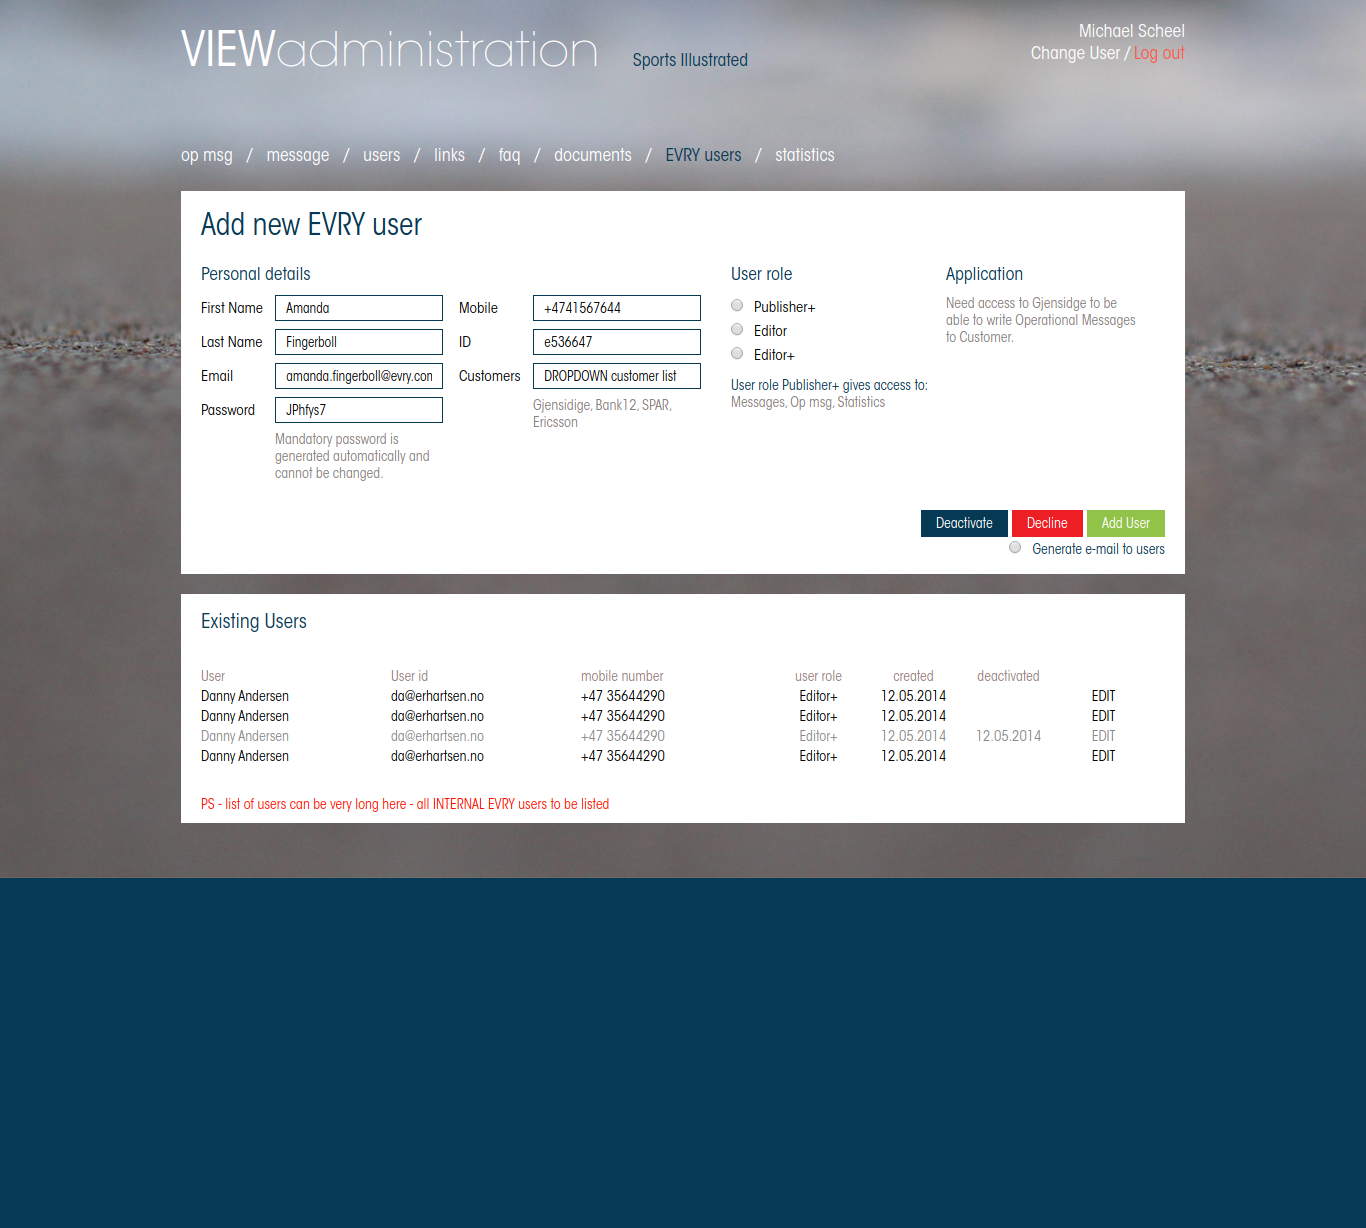 VIEWadministration
Sports Illustrated
Michael Scheel
Change User / Log out
op msg / message / users / links / faq / documents / EVRY users / statistics
Add new EVRY user
Personal details
User role
Application
First Name Amanda
Mobile +4741567644
Last Name Fingerboll
ID e536647
Email amanda.fingerboll@evry.con
Customers DROPDOWN customer list
Password JPhfys7
Gjensidige, Bank12, SPAR,
Ericsson
Mandatory password is
generated automatically and
cannot be changed.
Publisher+
Editor
Editor+
User role Publisher+ gives access to:
Messages, Op msg, Statistics
Need access to Gjensidge to be
able to write Operational Messages
to Customer.
Deactivate Decline Add User
Generate e-mail to users
Existing Users
User User id mobile number user role created deactivated
Danny Andersen da@erhartsen.no +47 35644290 Editor+ 12.05.2014 EDIT
Danny Andersen da@erhartsen.no +47 35644290 Editor+ 12.05.2014 EDIT
Danny Andersen da@erhartsen.no +47 35644290 Editor+ 12.05.2014 12.05.2014 EDIT
Danny Andersen da@erhartsen.no +47 35644290 Editor+ 12.05.2014 EDIT
PS - list of users can be very long here - all INTERNAL EVRY users to be listed